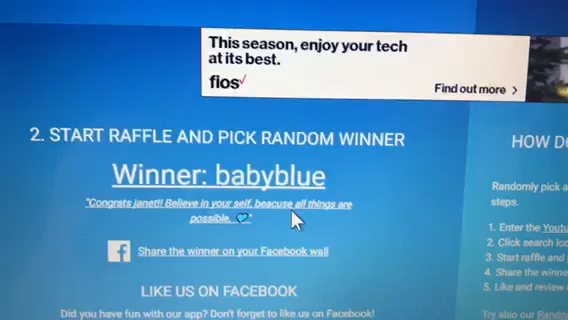 This season, enjoy your tech
at its best.
fios
Find out more >
2. START RAFFLE AND PICK RANDOM WINNER
Winner: babyblue
"Congrats janet!! Believe in your self, beacuse all things are
possible. 💙"
Share the winner on your Facebook wall
LIKE US ON FACEBOOK
Did you have fun with our app? Don't forget to like us on Facebook!
HOW
Randomly pick a
steps.
1. Enter the
2. Click search
3. Start raffle and
4. Share the
5. Like and review
Try also our